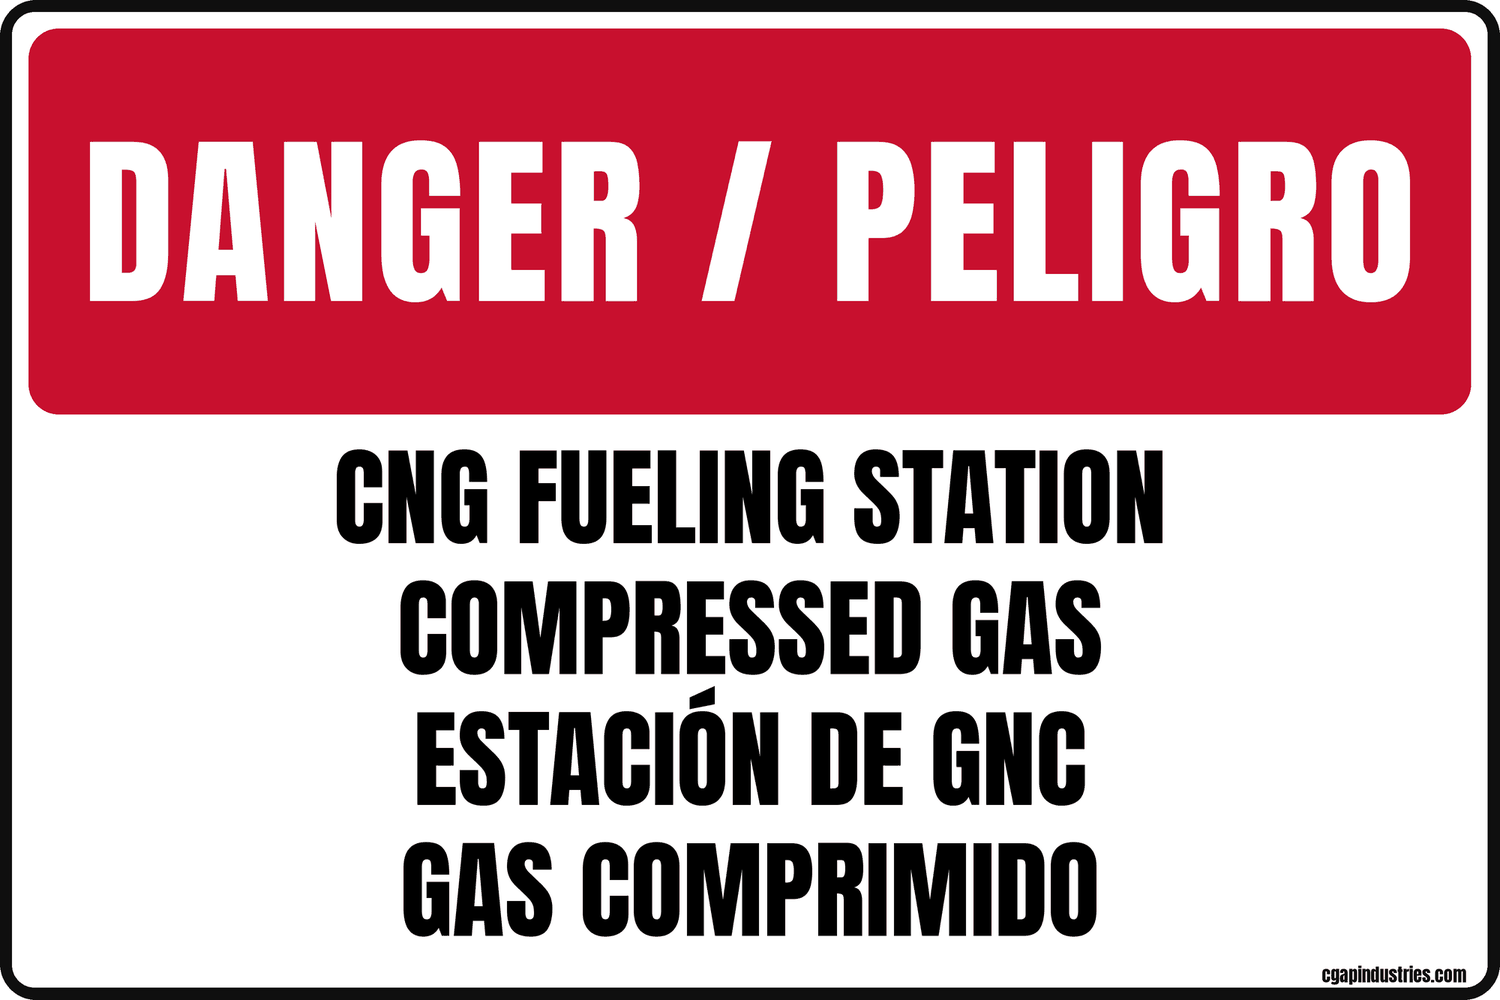 DANGER / PELIGRO
CNG FUELING STATION
COMPRESSED GAS
ESTACIÓN DE GNC
GAS COMPRIMIDO
cgapindustries.com